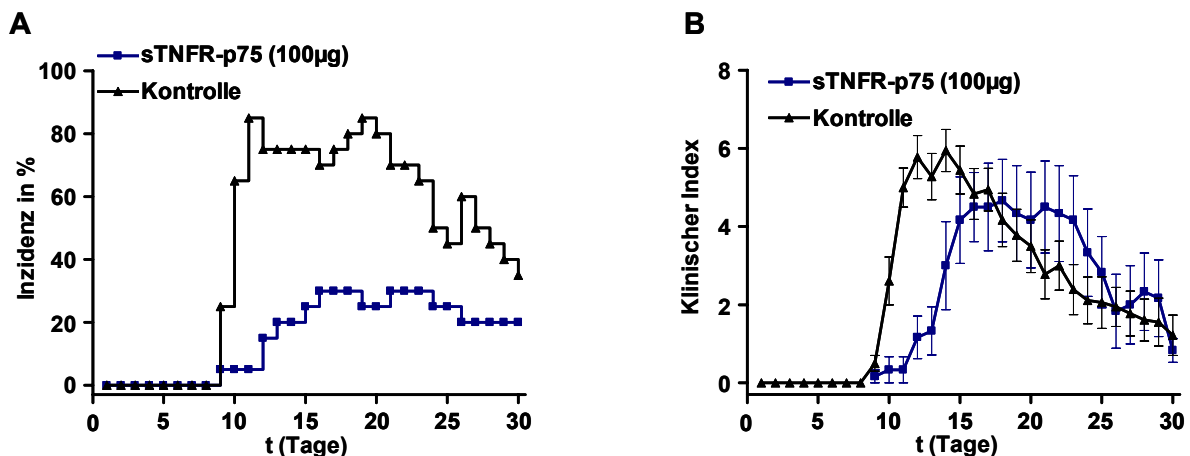 A
sTNFR-p75 (100µg)
Kontrolle
100
80
60
40
20
0
Inzidenz in %
0 5 10 15 20 25 30
t (Tage)
B
sTNFR-p75 (100µg)
Kontrolle
8
6
4
2
0
Klinischer Index
0 5 10 15 20 25 30
t (Tage)